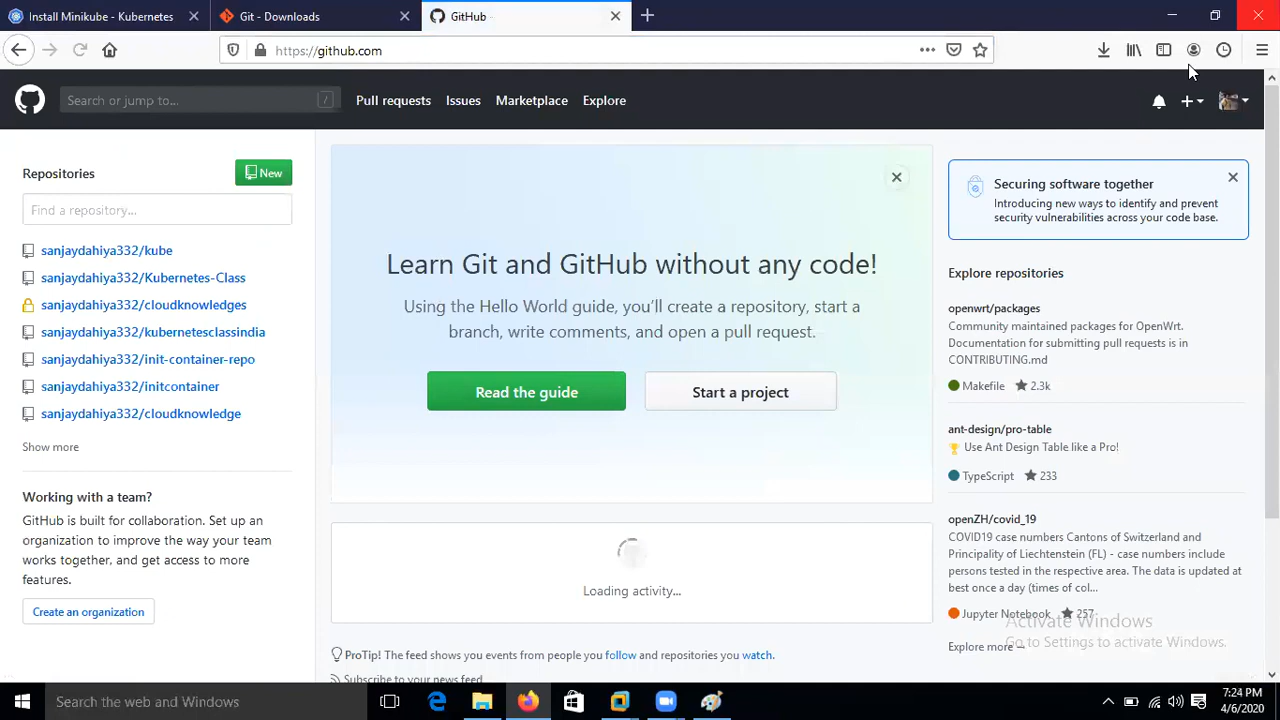 Install Minikube - Kubernetes
Git - Downloads
GitHub
https://github.com
Search or jump to...
/
Pull requests
Issues
Marketplace
Explore
Repositories
New
Find a repository...
sanjaydahiya332/kube
sanjaydahiya332/Kubernetes-Class
sanjaydahiya332/cloudknowledges
sanjaydahiya332/kubernetesclassindia
sanjaydahiya332/init-container-repo
sanjaydahiya332/initcontainer
sanjaydahiya332/cloudknowledge
Show more
Working with a team?
GitHub is built for collaboration. Set up an
organization to improve the way your team
works together, and get access to more
features.
Create an organization
Learn Git and GitHub without any code!
Using the Hello World guide, you’ll create a repository, start a
branch, write comments, and open a pull request.
Read the guide
Start a project
Loading activity...
ProTip! The feed shows you events from people you follow and repositories you watch.
Subscribe to your news feed
Securing software together
Introducing new ways to identify and prevent
security vulnerabilities across your code base.
Explore repositories
openwrt/packages
Community maintained packages for OpenWrt.
Documentation for submitting pull requests is in
CONTRIBUTING.md
Makefile 2.3k
ant-design/pro-table
🏆 Use Ant Design Table like a Pro!
TypeScript 233
openZH/covid_19
COVID19 case numbers Cantons of Switzerland and
Principality of Liechtenstein (FL) - case numbers include
persons tested in the respective area. The data is updated at
best once a day (times of col...
Jupyter Notebook 257
Explore more →
Activate Windows
Go to Settings to activate Windows.
Search the web and Windows
7:24 PM
4/6/2020